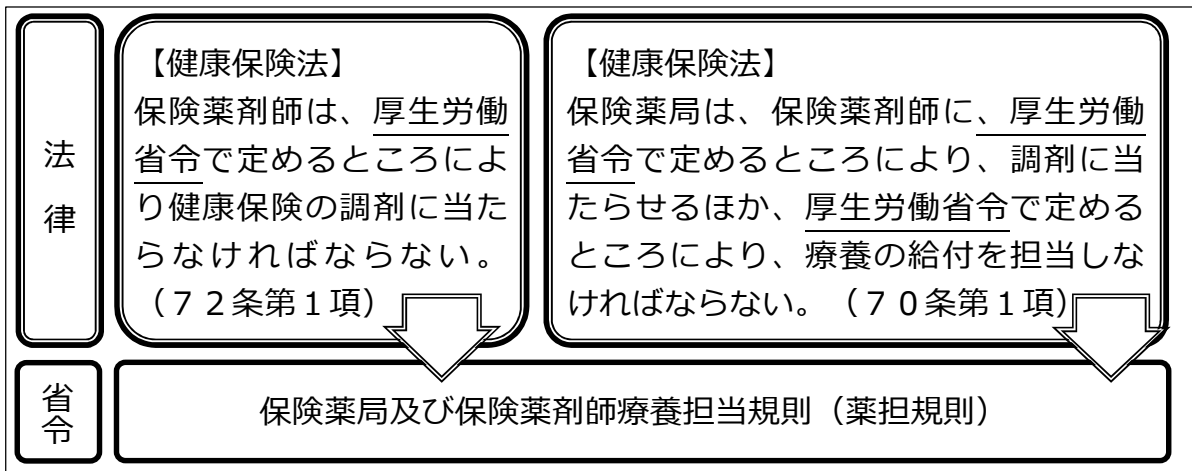 法
律
【健康保険法】
保険薬剤師は、厚生労働
省令で定めるところによ
り健康保険の調剤に当た
らなければならない。
（７２条第１項）
【健康保険法】
保険薬局は、保険薬剤師に、厚生労働
省令で定めるところにより、調剤に当
たらせるほか、厚生労働省令で定める
ところにより、療養の給付を担当しな
ければならない。（７０条第１項）
省
令
保険薬局及び保険薬剤師療養担当規則（薬担規則）